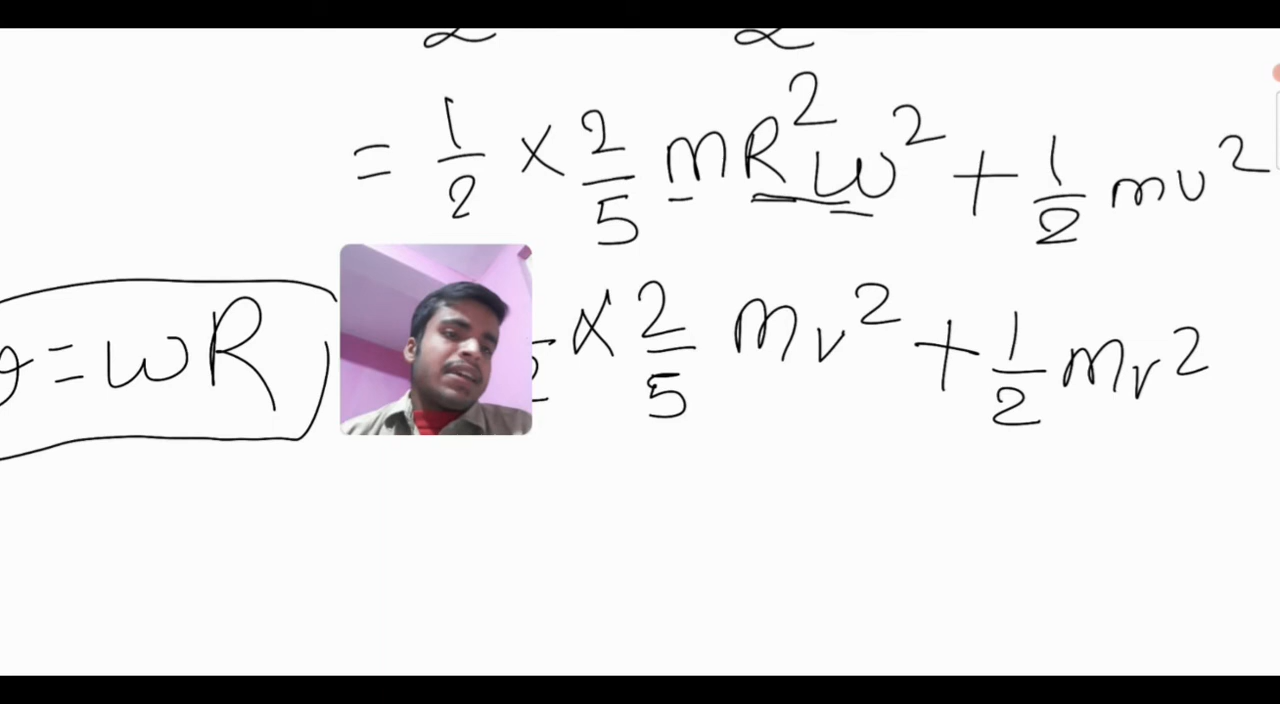 = 1/2 × 2/5 mR²ω² + 1/2 mv²
v=ωR
× 2/5 mv² + 1/2 mv²